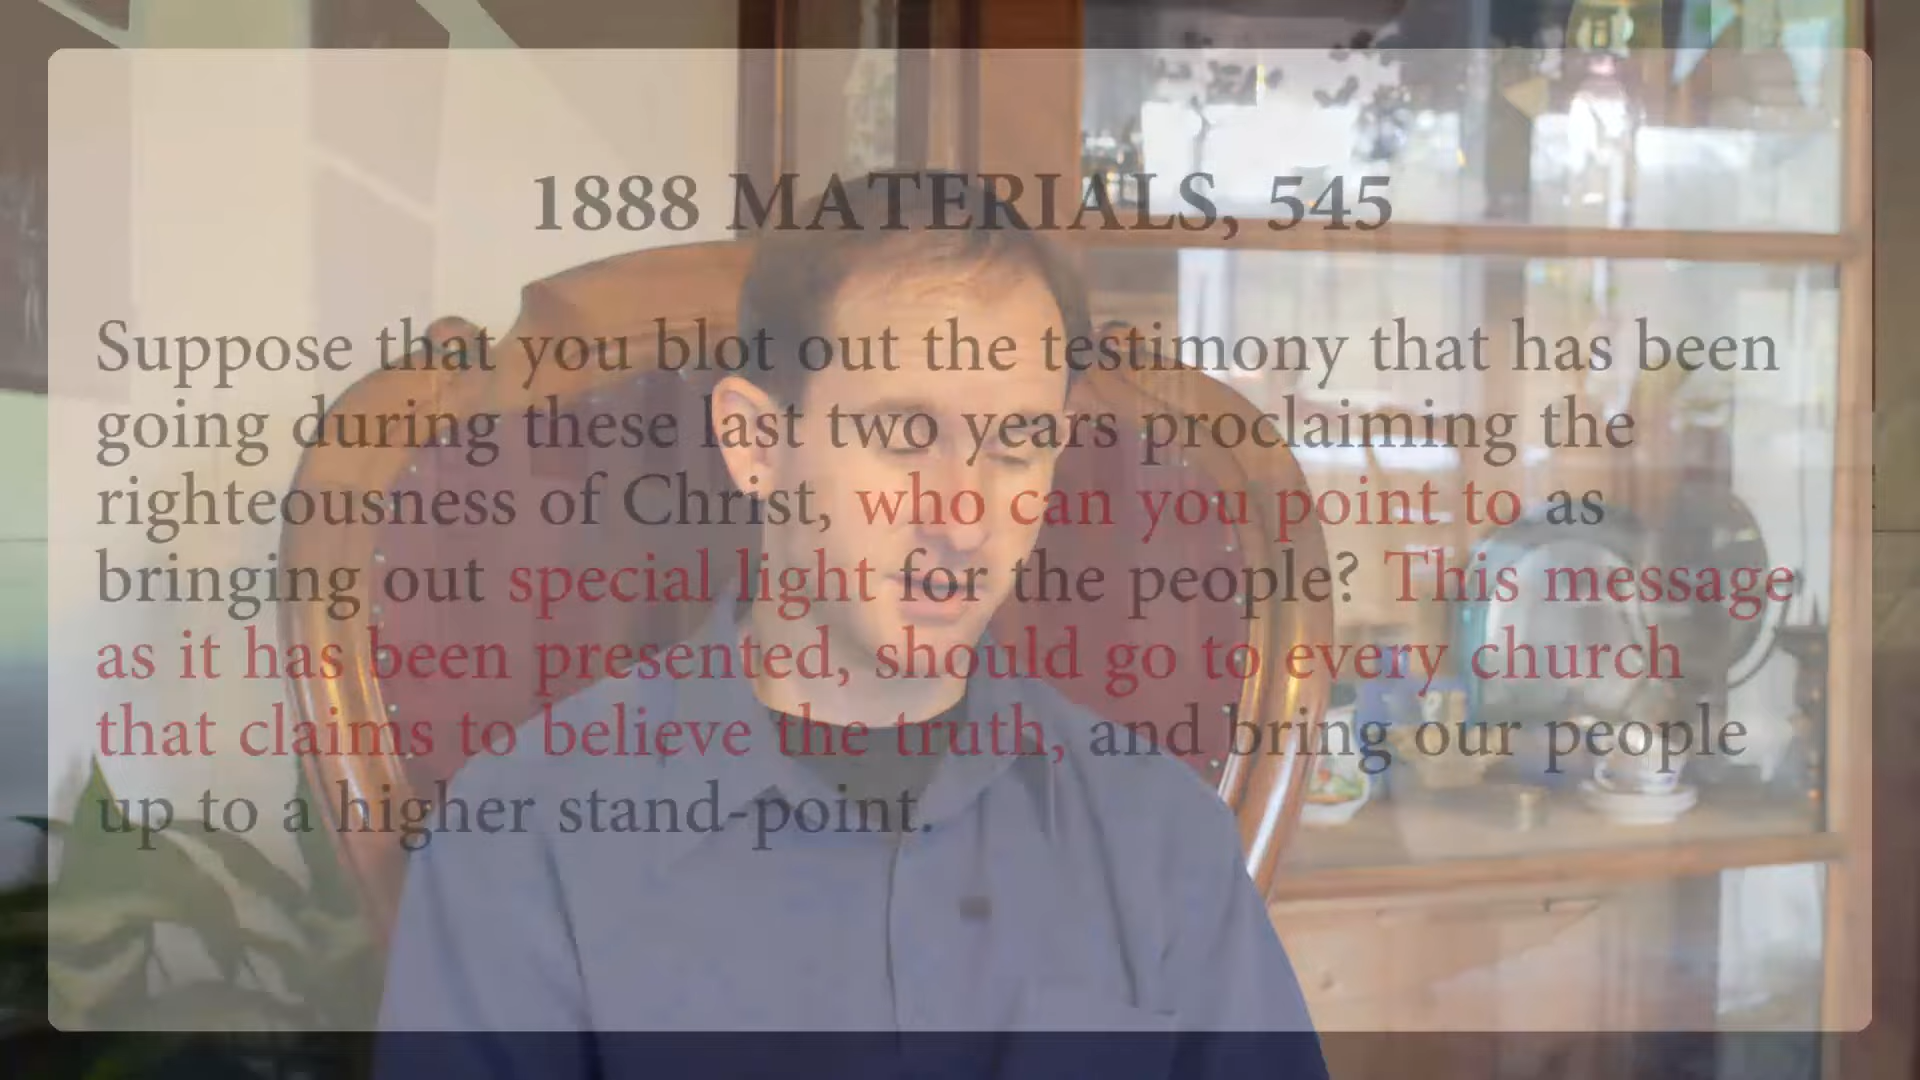 1888 MATERIALS, 545
Suppose that you blot out the testimony that has been
going during these last two years proclaiming the
righteousness of Christ, who can you point to as
bringing out special light for the people? This message
as it has been presented, should go to every church
that claims to believe the truth, and bring our people
up to a higher stand-point.